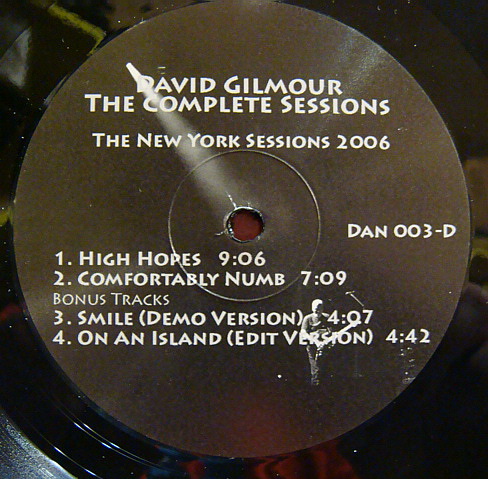 DAVID GILMOUR
THE COMPLETE SESSIONS
THE NEW YORK SESSIONS 2006
DAN 003-D
1. HIGH HOPES 9:06
2. COMFORTABLY NUMB 7:09
BONUS TRACKS
3. SMILE (DEMO VERSION) 4:07
4. ON AN ISLAND (EDIT VERSION) 4:42